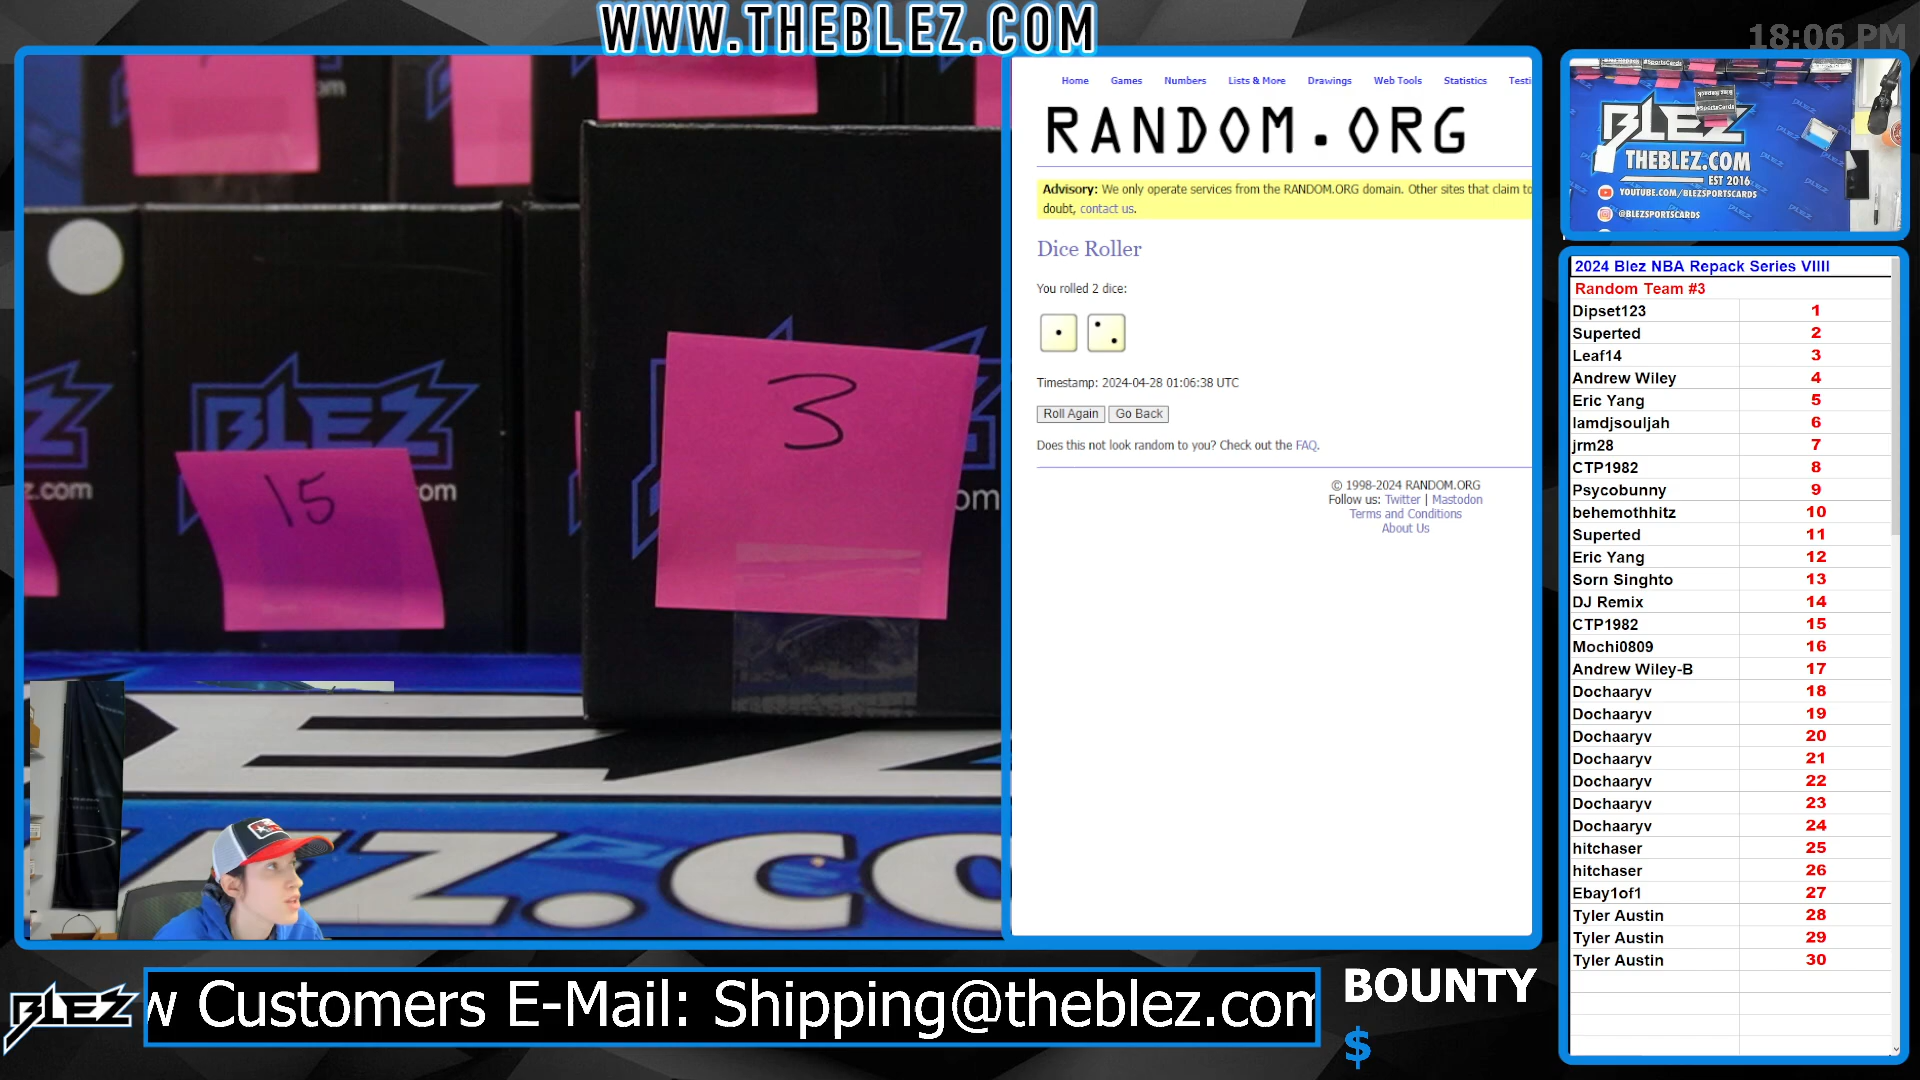 WWW.THEBLEZ.COM
18:06 PM
15
3
BLEZ
.com
Home Games Numbers Lists & More Drawings Web Tools Statistics Testi
RANDOM.ORG
Advisory: We only operate services from the RANDOM.ORG domain. Other sites that claim to
doubt, contact us.
Dice Roller
You rolled 2 dice:
Timestamp: 2024-04-28 01:06:38 UTC
Roll Again Go Back
Does this not look random to you? Check out the FAQ.
© 1998-2024 RANDOM.ORG
Follow us: Twitter | Mastodon
Terms and Conditions
About Us
BLEZ
THEBLEZ.COM
EST 2016
YOUTUBE.COM/BLEZSPORTSCARDS
@BLEZSPORTSCARDS
2024 Blez NBA Repack Series VIIII
Random Team #3
Dipset123 1
Superted 2
Leaf14 3
Andrew Wiley 4
Eric Yang 5
Iamdjsouljah 6
jrm28 7
CTP1982 8
Psycobunny 9
behemothhitz 10
Superted 11
Eric Yang 12
Sorn Singhto 13
DJ Remix 14
CTP1982 15
Mochi0809 16
Andrew Wiley-B 17
Dochaaryv 18
Dochaaryv 19
Dochaaryv 20
Dochaaryv 21
Dochaaryv 22
Dochaaryv 23
Dochaaryv 24
hitchaser 25
hitchaser 26
Ebay1of1 27
Tyler Austin 28
Tyler Austin 29
Tyler Austin 30
BLEZ
w Customers E-Mail: Shipping@theblez.com
BOUNTY
$